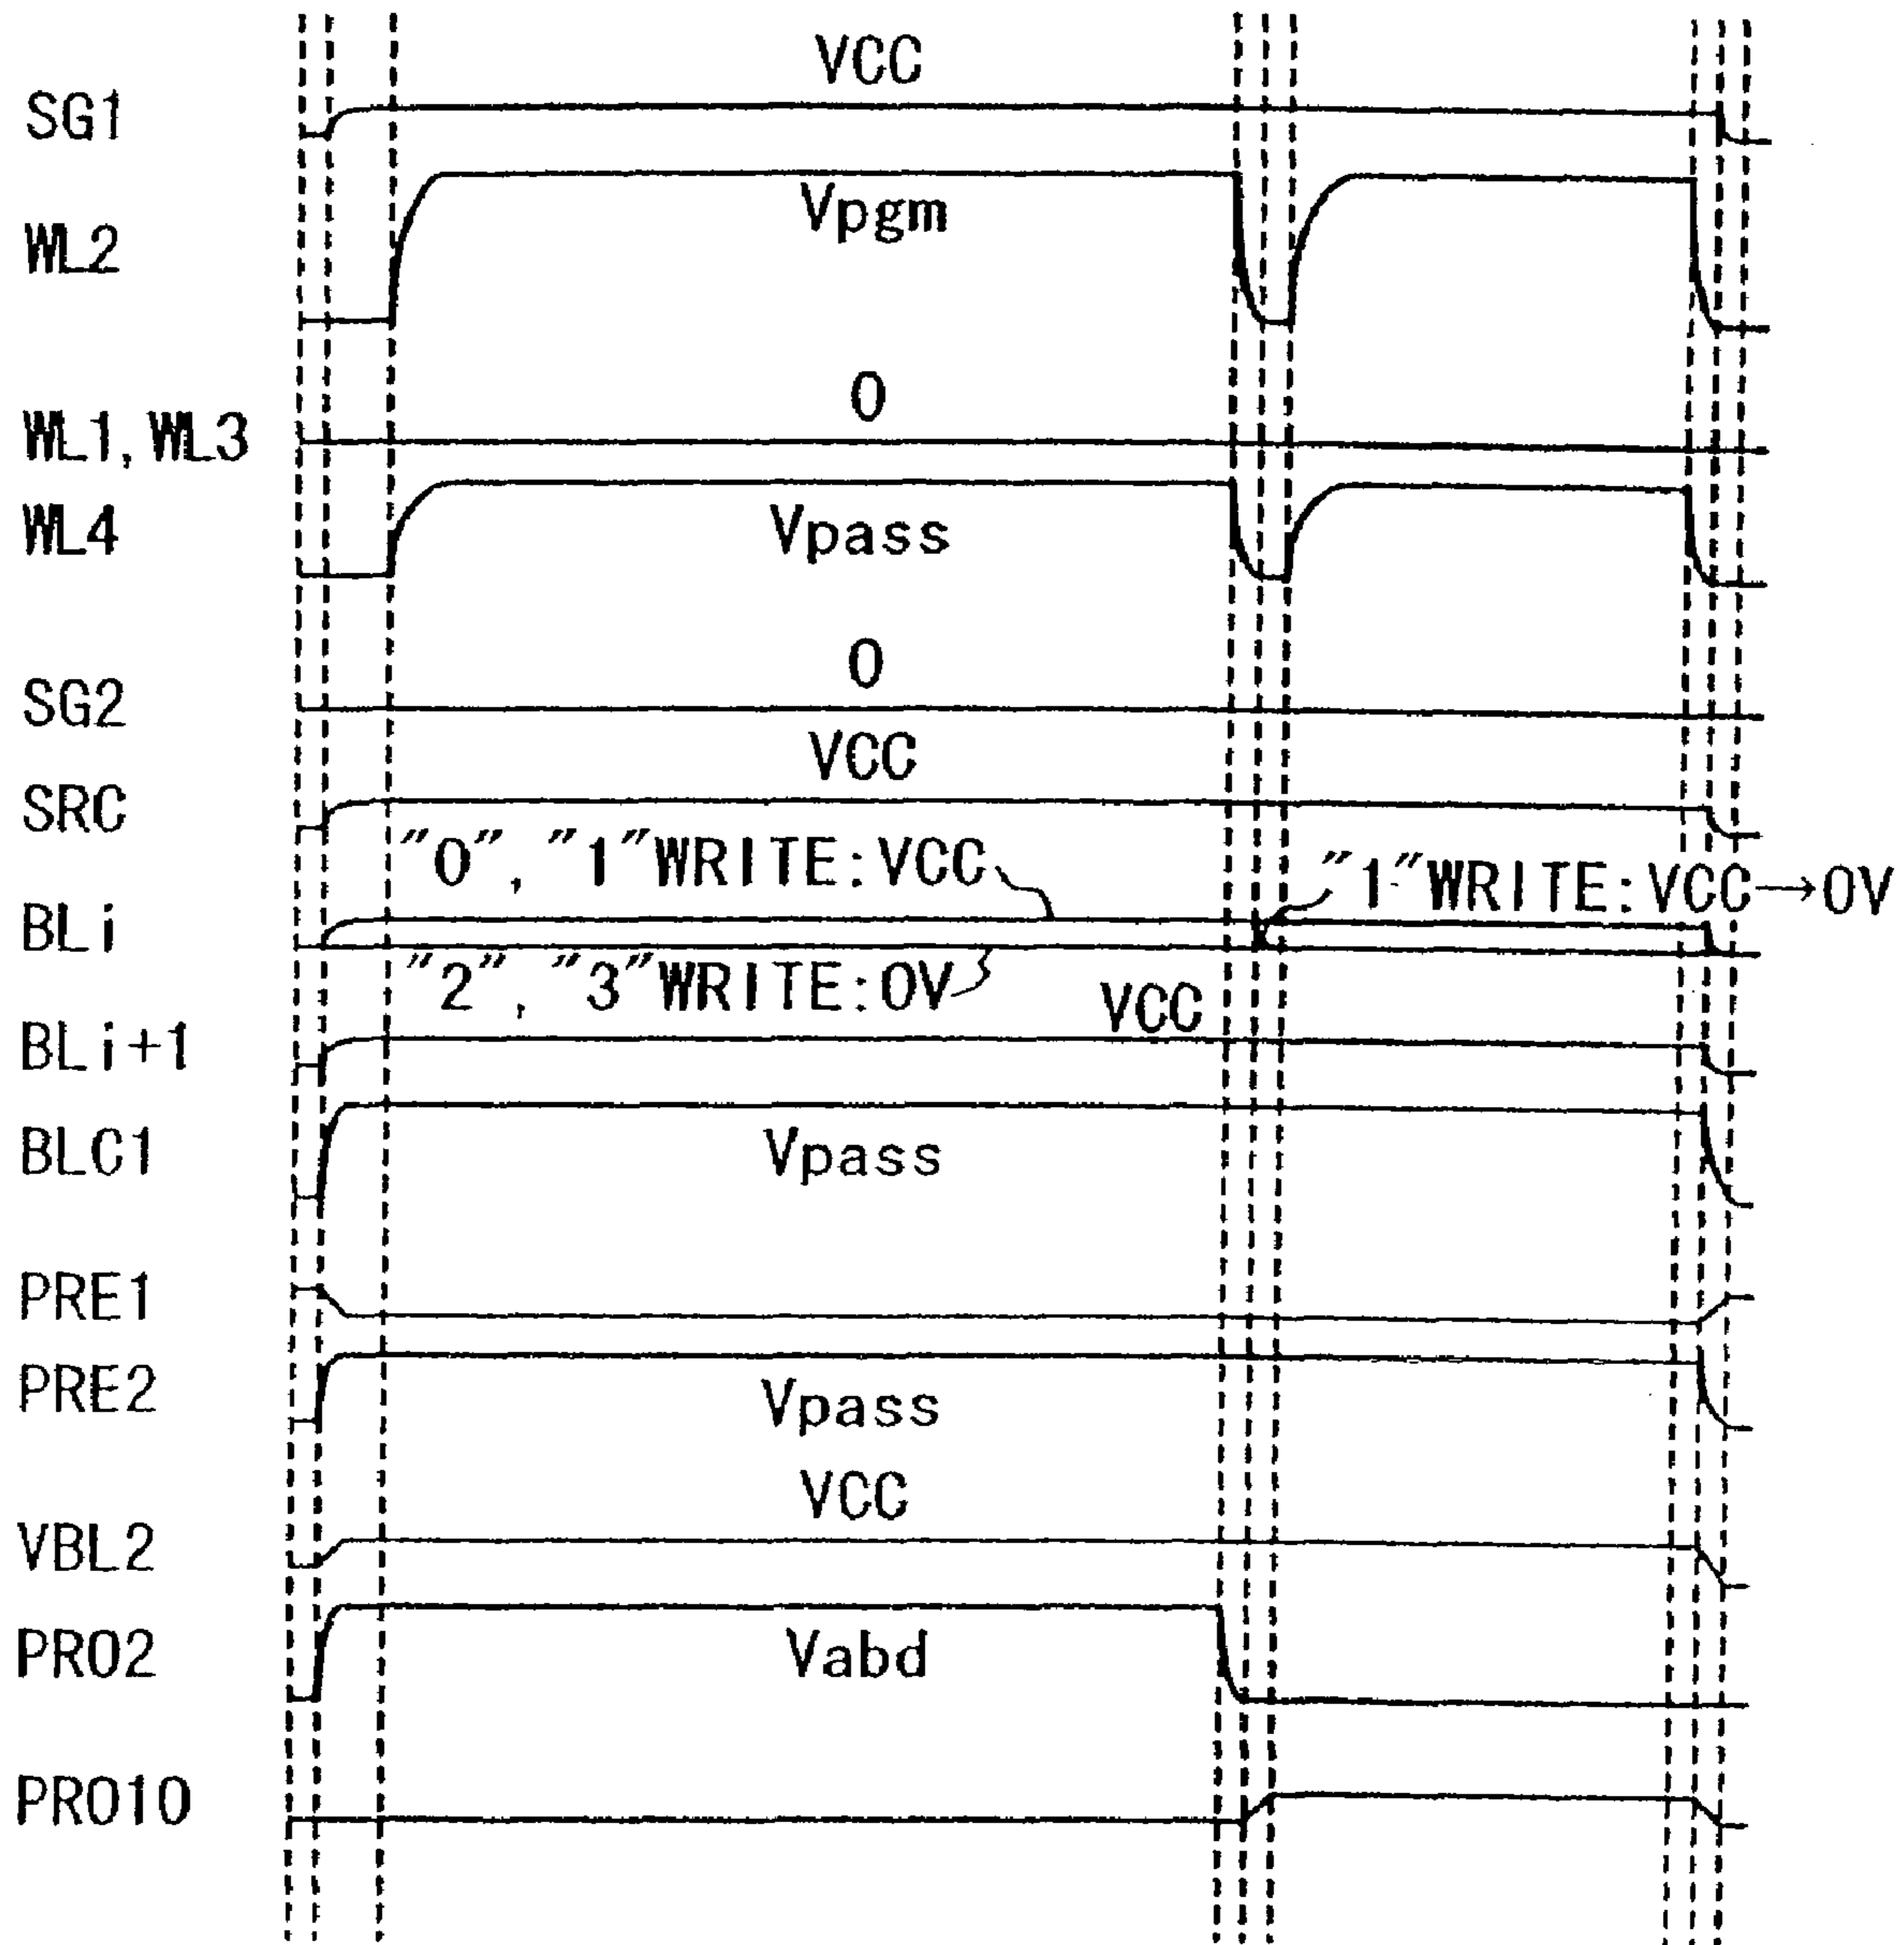 VCC
SG1
Vpgm
WL2
0
WL1, WL3
Vpass
WL4
0
SG2
VCC
SRC
"0", "1"WRITE:VCC
"1"WRITE:VCC→0V
BLi
"2", "3"WRITE:0V
VCC
BLi+1
BLC1
Vpass
PRE1
PRE2
Vpass
VCC
VBL2
PRO2
Vabd
PRO10